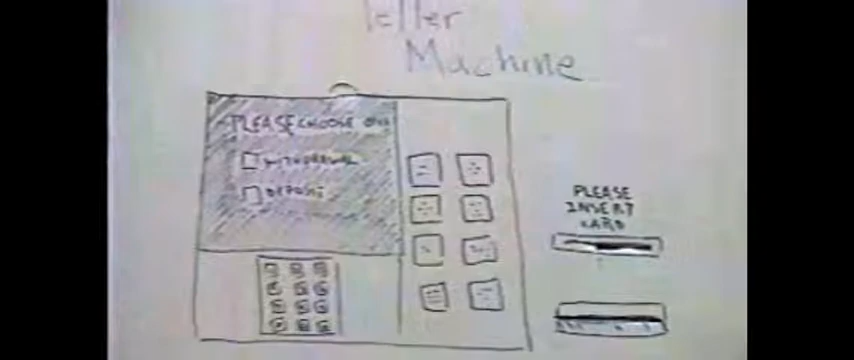 Teller
Machine
PLEASE CHOOSE ONE
WITHDRAWAL
DEPOSIT
PLEASE
INSERT
CARD